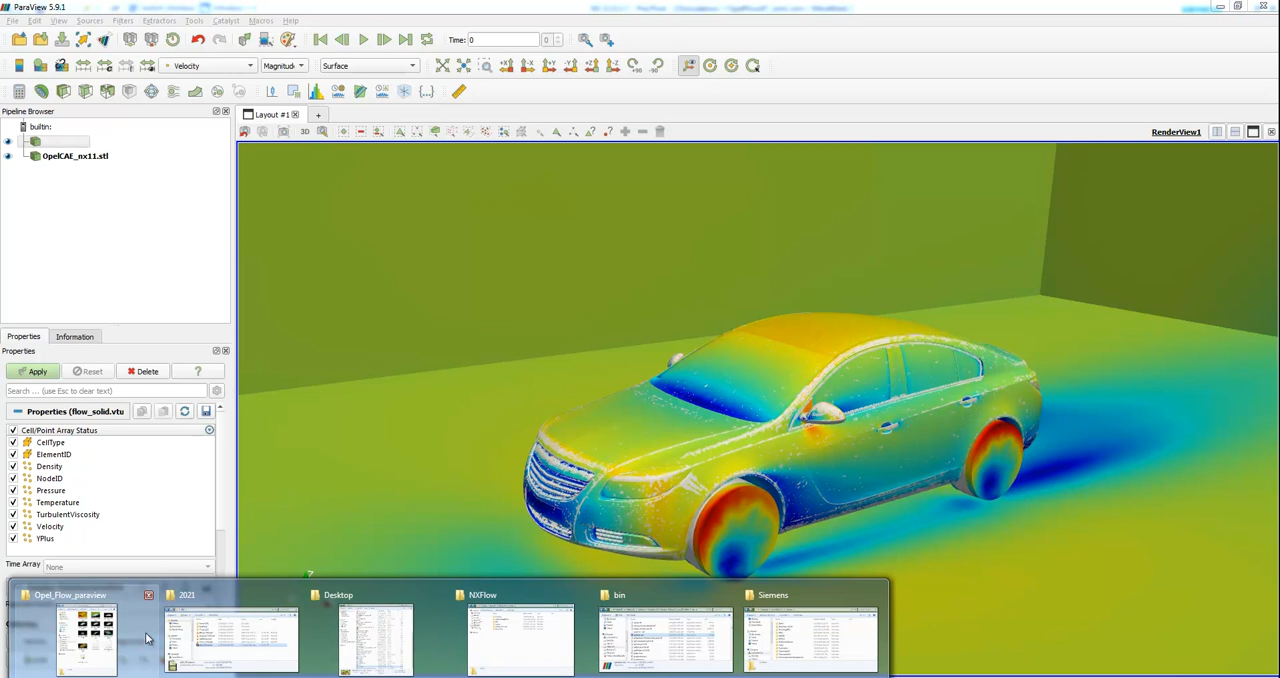 ParaView 5.9.1
File Edit View Sources Filters Extractors Tools Catalyst Macros Help
Time: 0 0
Velocity Magnitud Surface
Pipeline Browser
Layout #1 +
builtin:
3D RenderView1
OpelCAE_nx11.stl
Properties Information
Properties
Apply Reset Delete ?
Search ... (use Esc to clear text)
Properties (flow_solid.vtu
Cell/Point Array Status
CellType
ElementID
Density
NodeID
Pressure
Temperature
TurbulentViscosity
Velocity
YPlus
Time Array None
Opel_Flow_paraview 2021 Desktop NXFlow bin Siemens